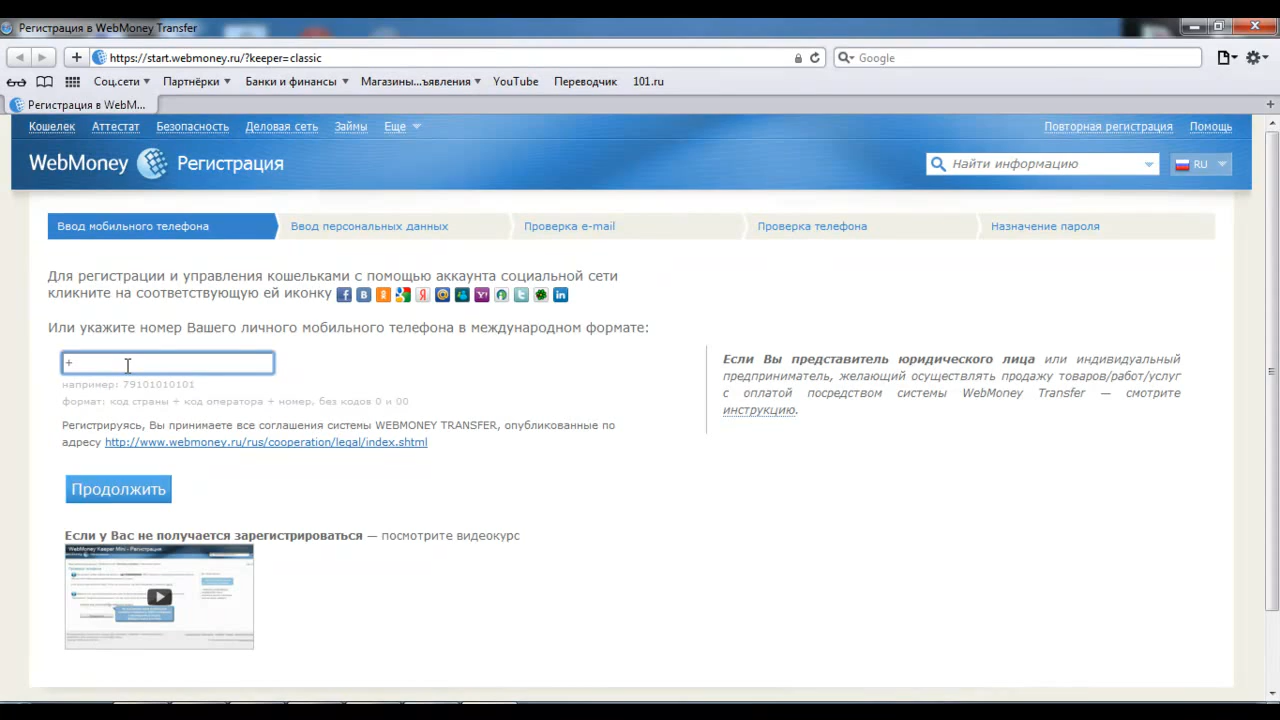 Регистрация в WebMoney Transfer
https://start.webmoney.ru/?keeper=classic
Google
Соц.сети Партнёрки Банки и финансы Магазины...ъявления YouTube Переводчик 101.ru
Регистрация в WebM...
Кошелек Аттестат Безопасность Деловая сеть Займы Еще Повторная регистрация Помощь
WebMoney Регистрация Найти информацию RU
Ввод мобильного телефона Ввод персональных данных Проверка e-mail Проверка телефона Назначение пароля
Для регистрации и управления кошельками с помощью аккаунта социальной сети
кликните на соответствующую ей иконку
Или укажите номер Вашего личного мобильного телефона в международном формате:
+
например: 79101010101
формат: код страны + код оператора + номер, без кодов 0 и 00
Регистрируясь, Вы принимаете все соглашения системы WEBMONEY TRANSFER, опубликованные по
адресу http://www.webmoney.ru/rus/cooperation/legal/index.shtml
Если Вы представитель юридического лица или индивидуальный
предприниматель, желающий осуществлять продажу товаров/работ/услуг
с оплатой посредством системы WebMoney Transfer — смотрите
инструкцию.
Продолжить
Если у Вас не получается зарегистрироваться — посмотрите видеокурс
WebMoney Keeper Mini - Регистрация